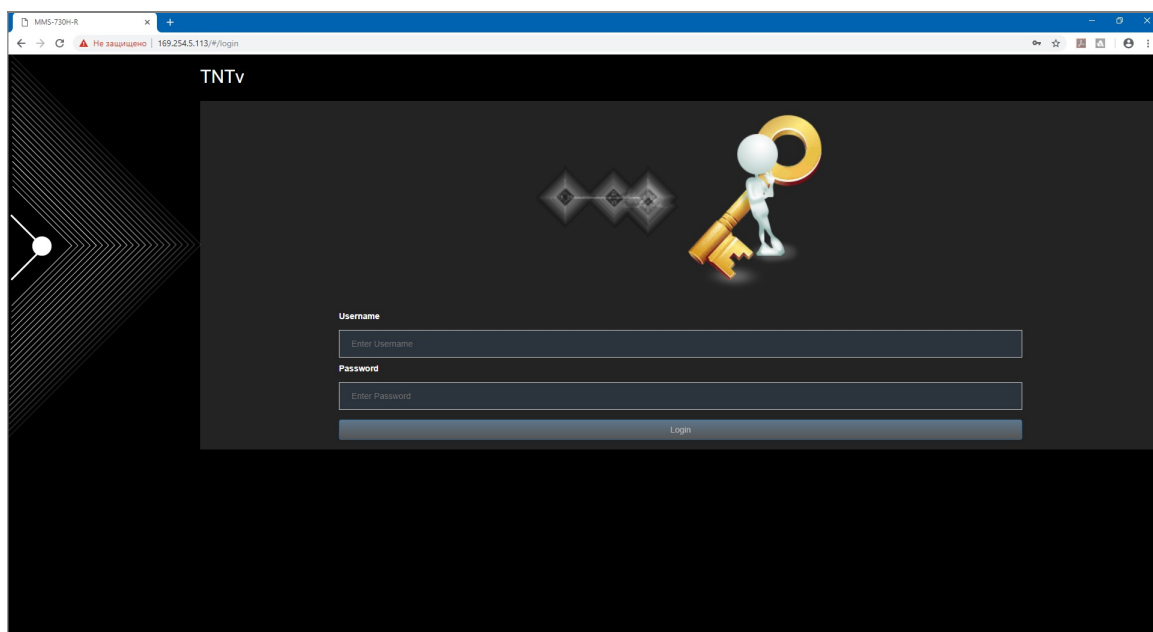 MMS-730H-R
Не защищено | 169.254.5.113/#/login
TNTv
Username
Enter Username
Password
Enter Password
Login